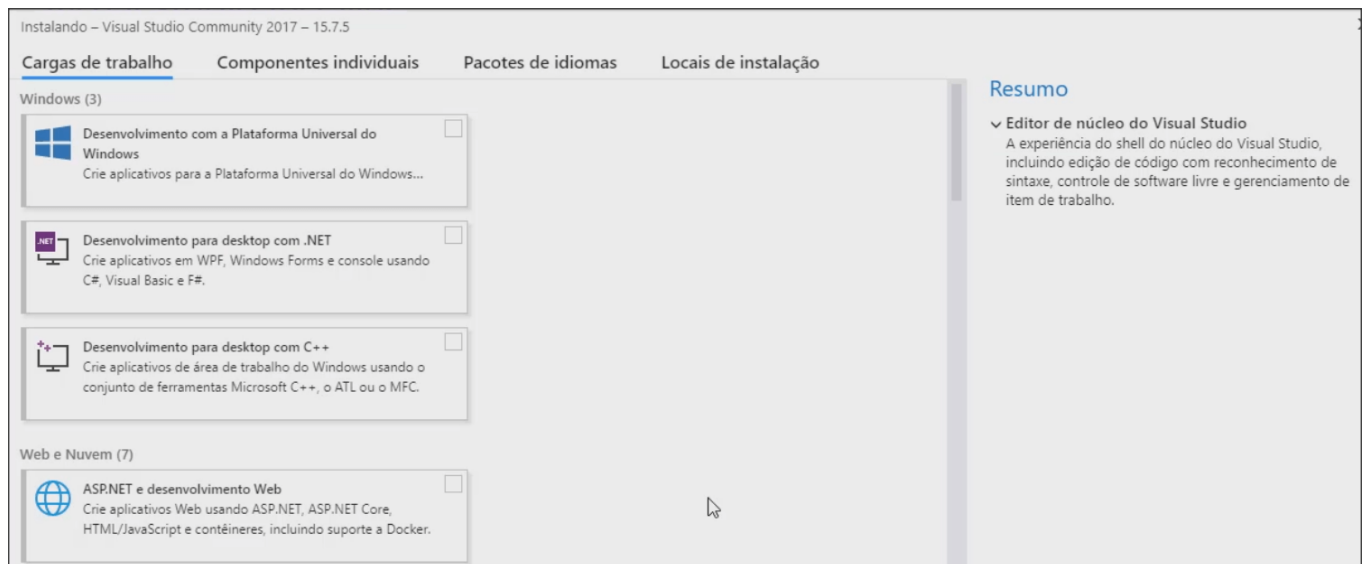 Instalando – Visual Studio Community 2017 – 15.7.5
Cargas de trabalho Componentes individuais Pacotes de idiomas Locais de instalação
Windows (3)
Desenvolvimento com a Plataforma Universal do
Windows
Crie aplicativos para a Plataforma Universal do Windows...
.NET
Desenvolvimento para desktop com .NET
Crie aplicativos em WPF, Windows Forms e console usando
C#, Visual Basic e F#.
Desenvolvimento para desktop com C++
Crie aplicativos de área de trabalho do Windows usando o
conjunto de ferramentas Microsoft C++, o ATL ou o MFC.
Web e Nuvem (7)
ASP.NET e desenvolvimento Web
Crie aplicativos Web usando ASP.NET, ASP.NET Core,
HTML/JavaScript e contêineres, incluindo suporte a Docker.
Resumo
Editor de núcleo do Visual Studio
A experiência do shell do núcleo do Visual Studio,
incluindo edição de código com reconhecimento de
sintaxe, controle de software livre e gerenciamento de
item de trabalho.